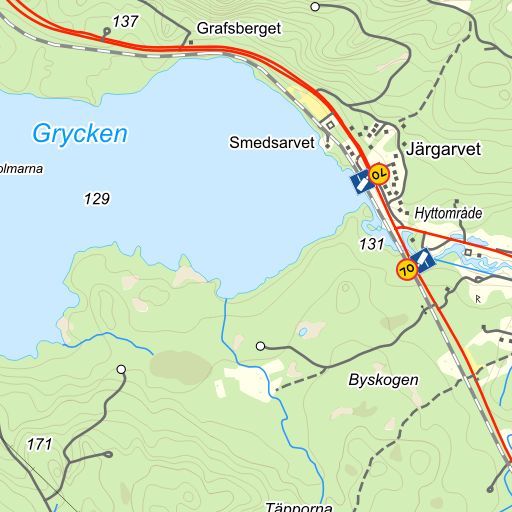 137
Grafsberget
Grycken
Smedsarvet
Järgarvet
olmarna
70
129
Hyttområde
131
70
R
Byskogen
171
Täpporna